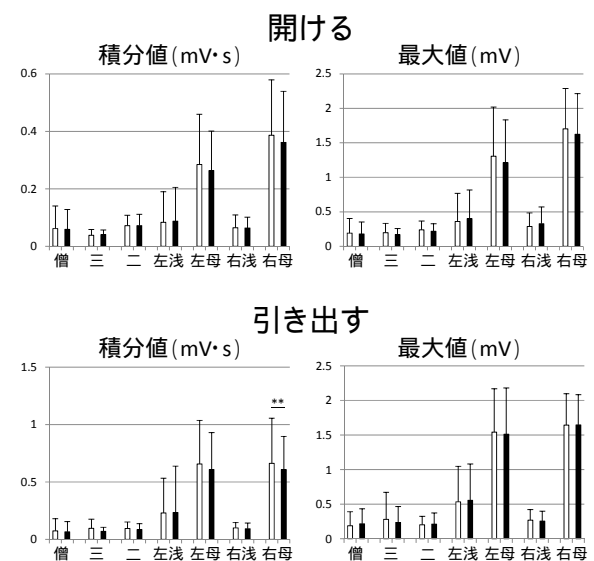 開ける
積分値(mV・s)
最大値(mV)
0.6
0.4
0.2
0
僧 三 二 左浅 左母 右浅 右母
2.5
2
1.5
1
0.5
0
僧 三 二 左浅 左母 右浅 右母
引き出す
積分値(mV・s)
最大値(mV)
1.5
1
0.5
0
**
僧 三 二 左浅 左母 右浅 右母
2.5
2
1.5
1
0.5
0
僧 三 二 左浅 左母 右浅 右母